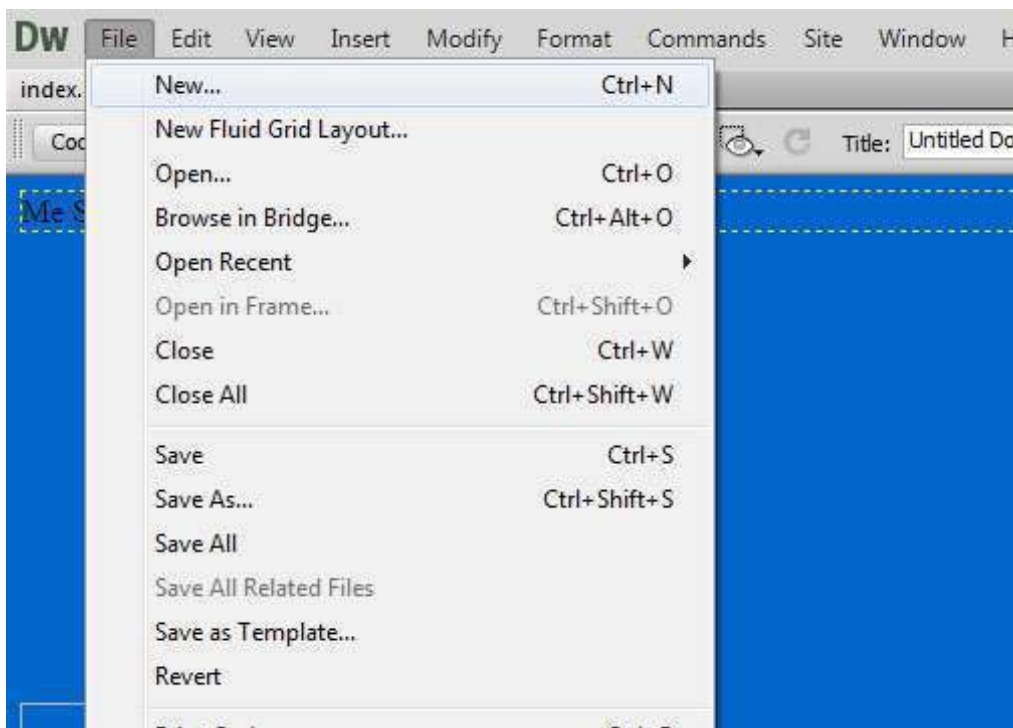 Dw File Edit View Insert Modify Format Commands Site Window H
index.
New... Ctrl+N
New Fluid Grid Layout...
Title: Untitled Do
Open... Ctrl+O
Me S
Browse in Bridge... Ctrl+Alt+O
Open Recent
Open in Frame... Ctrl+Shift+O
Close Ctrl+W
Close All Ctrl+Shift+W
Save Ctrl+S
Save As... Ctrl+Shift+S
Save All
Save All Related Files
Save as Template...
Revert